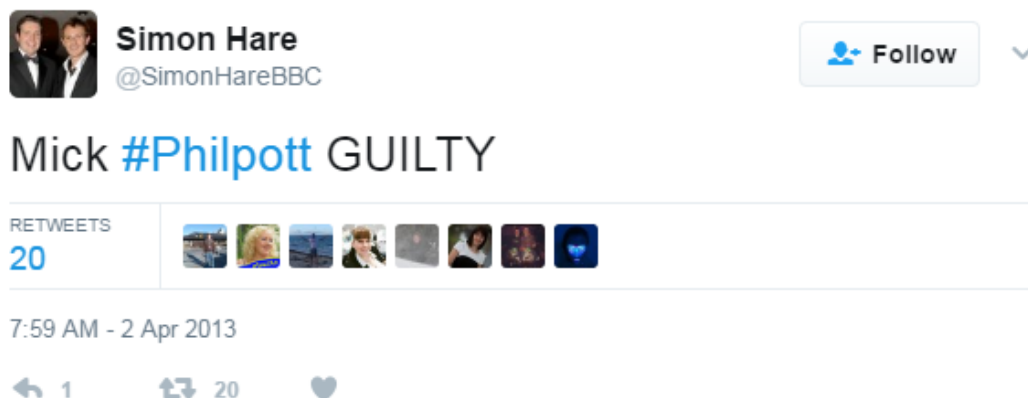 Simon Hare
@SimonHareBBC
Follow
Mick #Philpott GUILTY
RETWEETS
20
7:59 AM - 2 Apr 2013
1 20